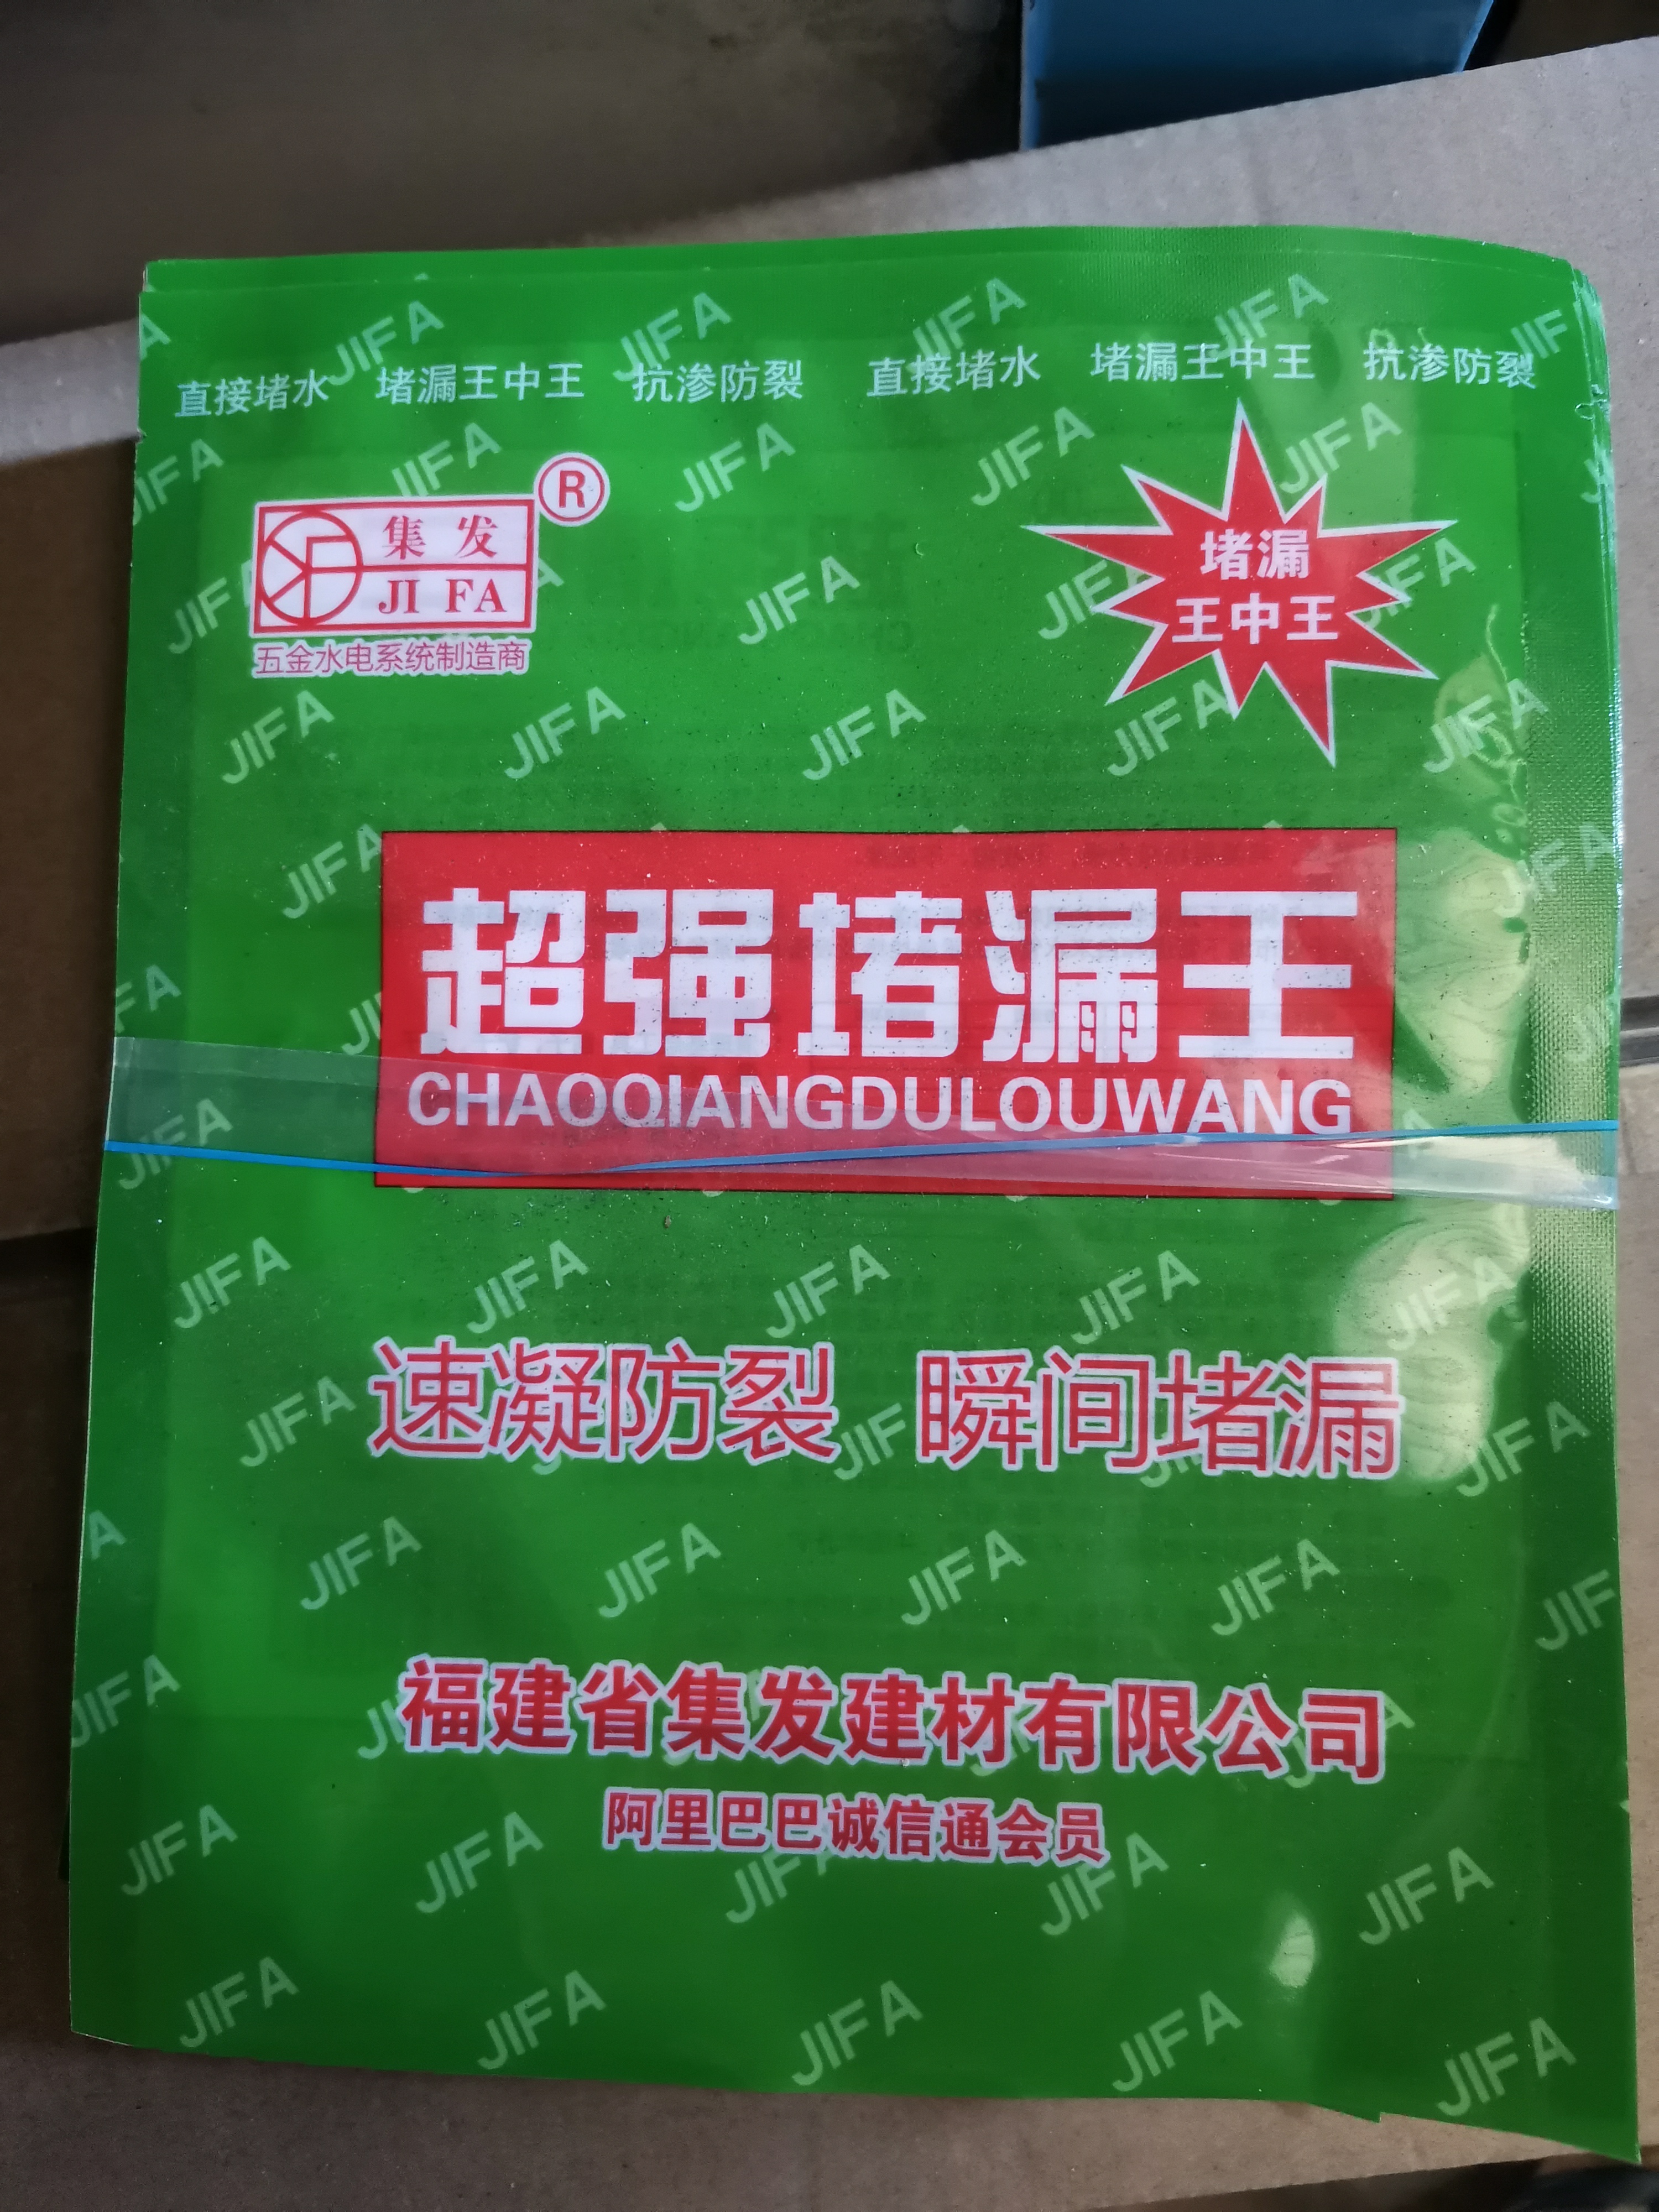 直接堵水 堵漏王中王 抗渗防裂 直接堵水 堵漏王中王 抗渗防裂
集发
JI FA
®
五金水电系统制造商
堵漏
王中王
超强堵漏王
CHAOQIANGDULOUWANG
速凝防裂 瞬间堵漏
福建省集发建材有限公司
阿里巴巴诚信通会员
JIFA